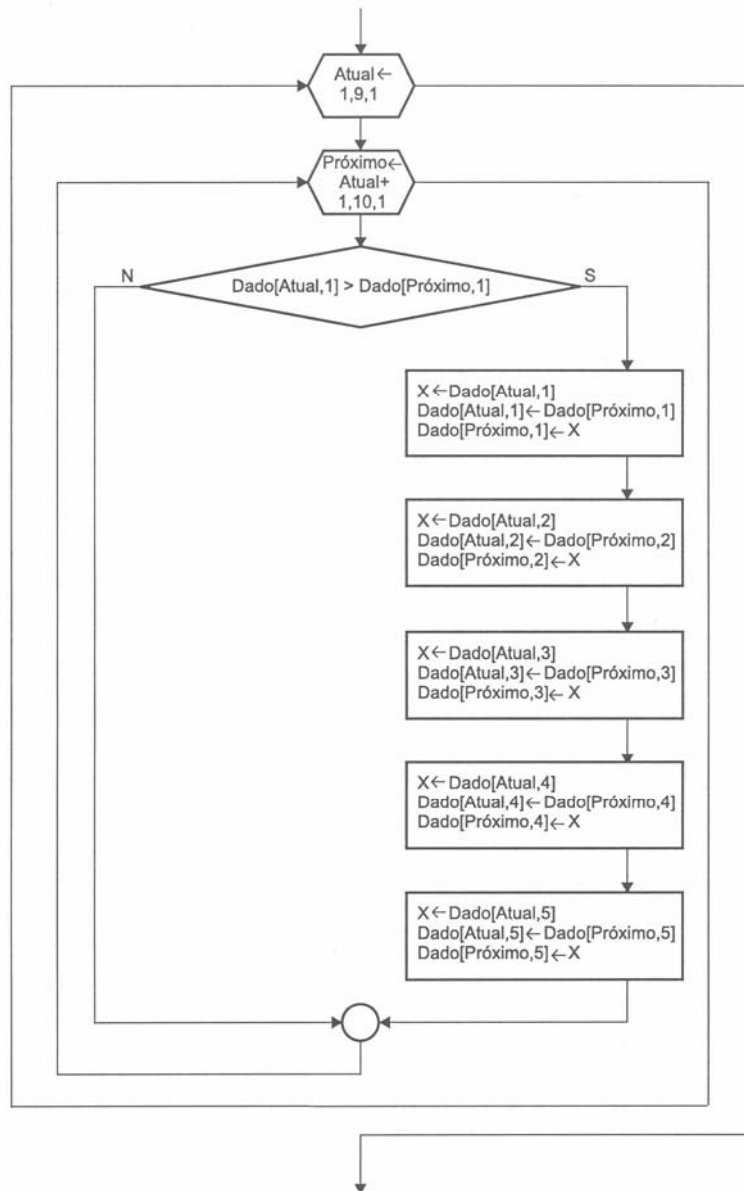 Atual←
1,9,1
Próximo←
Atual+
1,10,1
N
Dado[Atual,1] > Dado[Próximo,1]
S
X←Dado[Atual,1]
Dado[Atual,1]←Dado[Próximo,1]
Dado[Próximo,1]←X
X←Dado[Atual,2]
Dado[Atual,2]←Dado[Próximo,2]
Dado[Próximo,2]←X
X←Dado[Atual,3]
Dado[Atual,3]←Dado[Próximo,3]
Dado[Próximo,3]←X
X←Dado[Atual,4]
Dado[Atual,4]←Dado[Próximo,4]
Dado[Próximo,4]←X
X←Dado[Atual,5]
Dado[Atual,5]←Dado[Próximo,5]
Dado[Próximo,5]←X